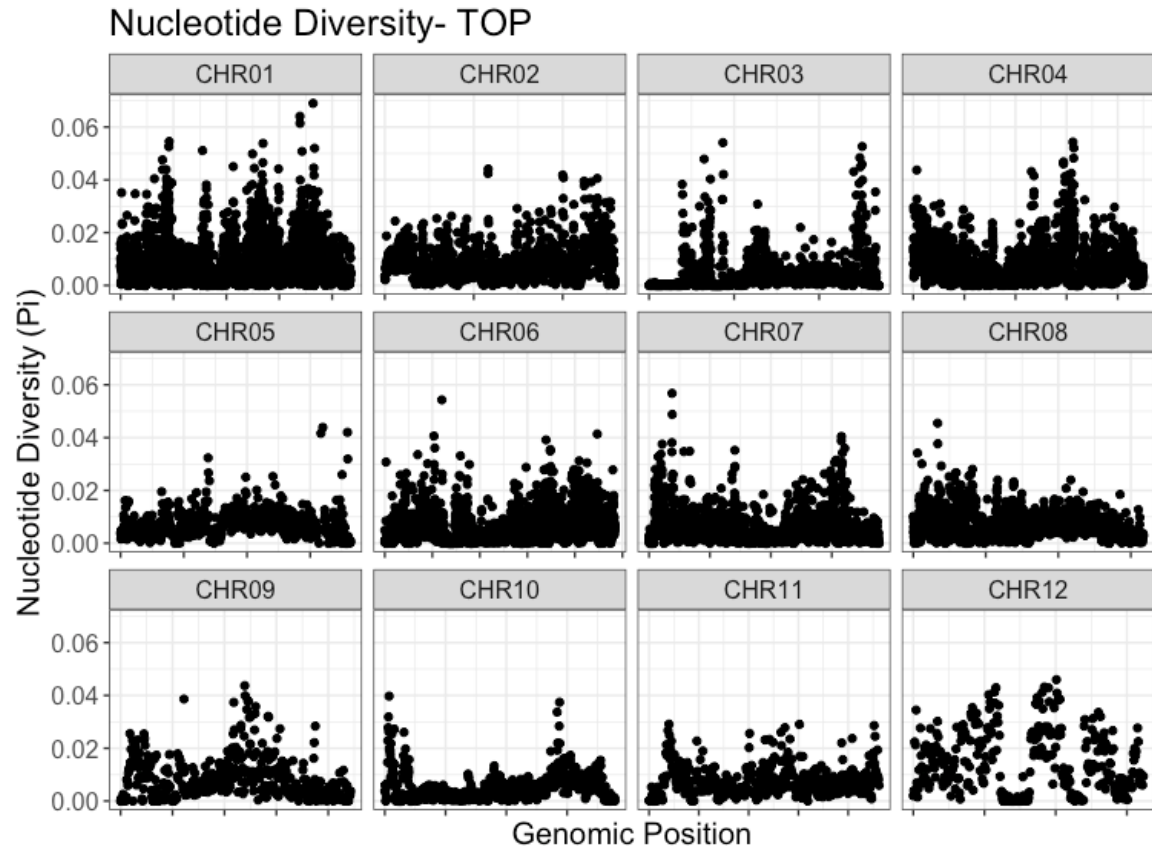 Nucleotide Diversity- TOP
CHR01 CHR02 CHR03 CHR04
0.06
0.04
0.02
0.00
CHR05 CHR06 CHR07 CHR08
0.06
0.04
0.02
0.00
CHR09 CHR10 CHR11 CHR12
0.06
0.04
0.02
0.00
Nucleotide Diversity (Pi)
Genomic Position